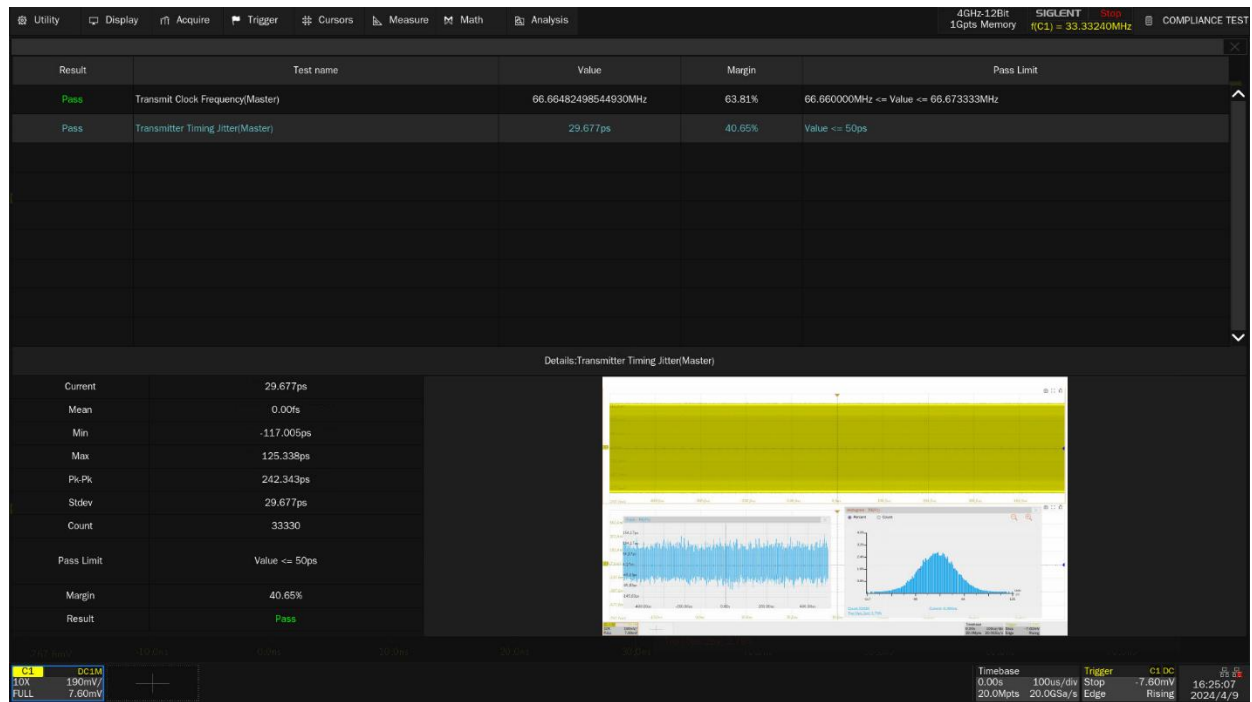 Utility Display Acquire Trigger Cursors Measure Math Analysis
4GHz-12Bit SIGLENT Stop
1Gpts Memory f(C1) = 33.33240MHz COMPLIANCE TEST
Result Test name Value Margin Pass Limit
Pass Transmit Clock Frequency(Master) 66.66482498544930MHz 63.81% 66.660000MHz <= Value <= 66.673333MHz
Pass Transmitter Timing Jitter(Master) 29.677ps 40.65% Value <= 50ps
Details:Transmitter Timing Jitter(Master)
Current 29.677ps
Mean 0.00fs
Min -117.005ps
Max 125.338ps
Pk-Pk 242.343ps
Stdev 29.677ps
Count 33330
Pass Limit Value <= 50ps
Margin 40.65%
Result Pass
C1 DC1M
10X 190mV/
FULL 7.60mV
Timebase
0.00s 100us/div
20.0Mpts 20.0GSa/s
Trigger C1 DC
Stop -7.60mV
Edge Rising
16:25:07
2024/4/9